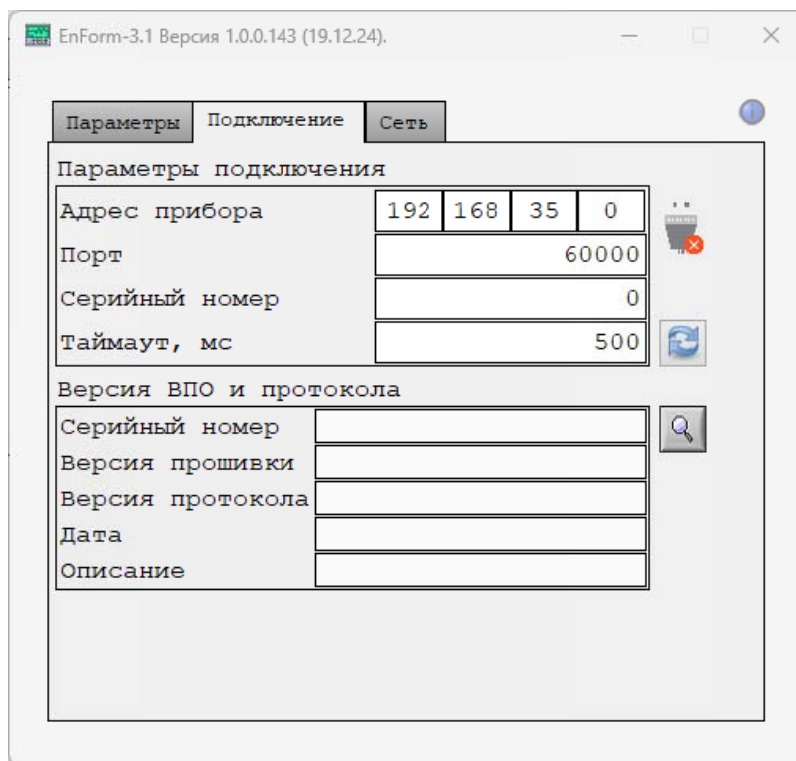 EnForm-3.1 Версия 1.0.0.143 (19.12.24).
Параметры Подключение Сеть
Параметры подключения
Адрес прибора 192 168 35 0
Порт 60000
Серийный номер 0
Таймаут, мс 500
Версия ВПО и протокола
Серийный номер
Версия прошивки
Версия протокола
Дата
Описание